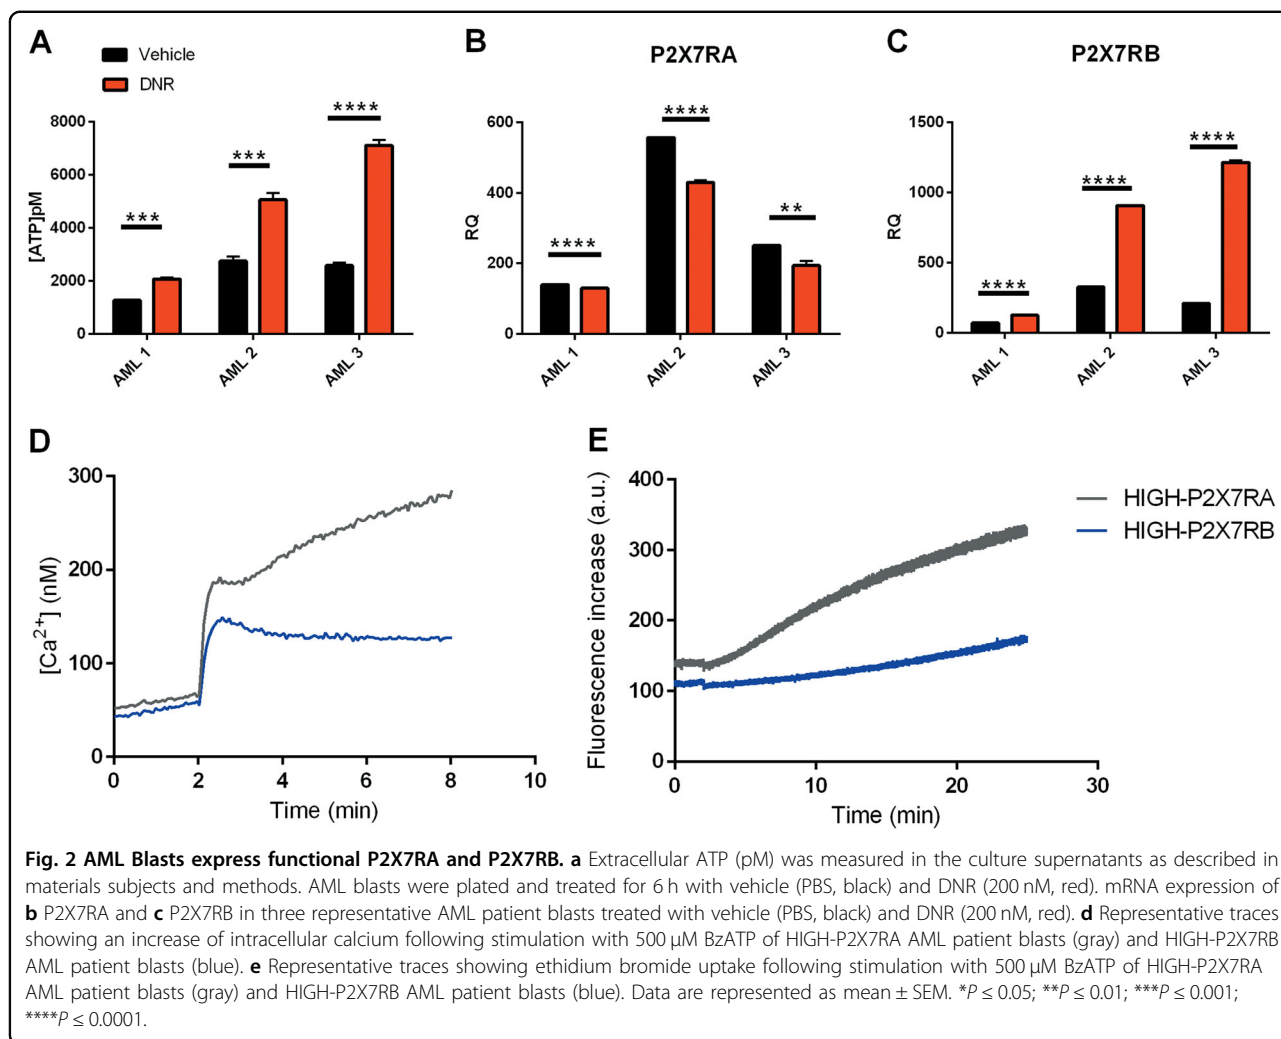 A
Vehicle
DNR
[ATP]pM
8000
6000
4000
2000
0
***
***
****
AML 1
AML 2
AML 3
B
P2X7RA
RQ
600
400
200
0
****
****
**
AML 1
AML 2
AML 3
C
P2X7RB
RQ
1500
1000
500
0
****
****
****
AML 1
AML 2
AML 3
D
[Ca2+] (nM)
300
200
100
0
0 2 4 6 8 10
Time (min)
E
Fluorescence increase (a.u.)
400
300
200
100
0
0 10 20 30
Time (min)
HIGH-P2X7RA
HIGH-P2X7RB
Fig. 2 AML Blasts express functional P2X7RA and P2X7RB. a Extracellular ATP (pM) was measured in the culture supernatants as described in
materials subjects and methods. AML blasts were plated and treated for 6 h with vehicle (PBS, black) and DNR (200 nM, red). mRNA expression of
b P2X7RA and c P2X7RB in three representative AML patient blasts treated with vehicle (PBS, black) and DNR (200 nM, red). d Representative traces
showing an increase of intracellular calcium following stimulation with 500 µM BzATP of HIGH-P2X7RA AML patient blasts (gray) and HIGH-P2X7RB
AML patient blasts (blue). e Representative traces showing ethidium bromide uptake following stimulation with 500 µM BzATP of HIGH-P2X7RA
AML patient blasts (gray) and HIGH-P2X7RB AML patient blasts (blue). Data are represented as mean ± SEM. *P ≤ 0.05; **P ≤ 0.01; ***P ≤ 0.001;
****P ≤ 0.0001.